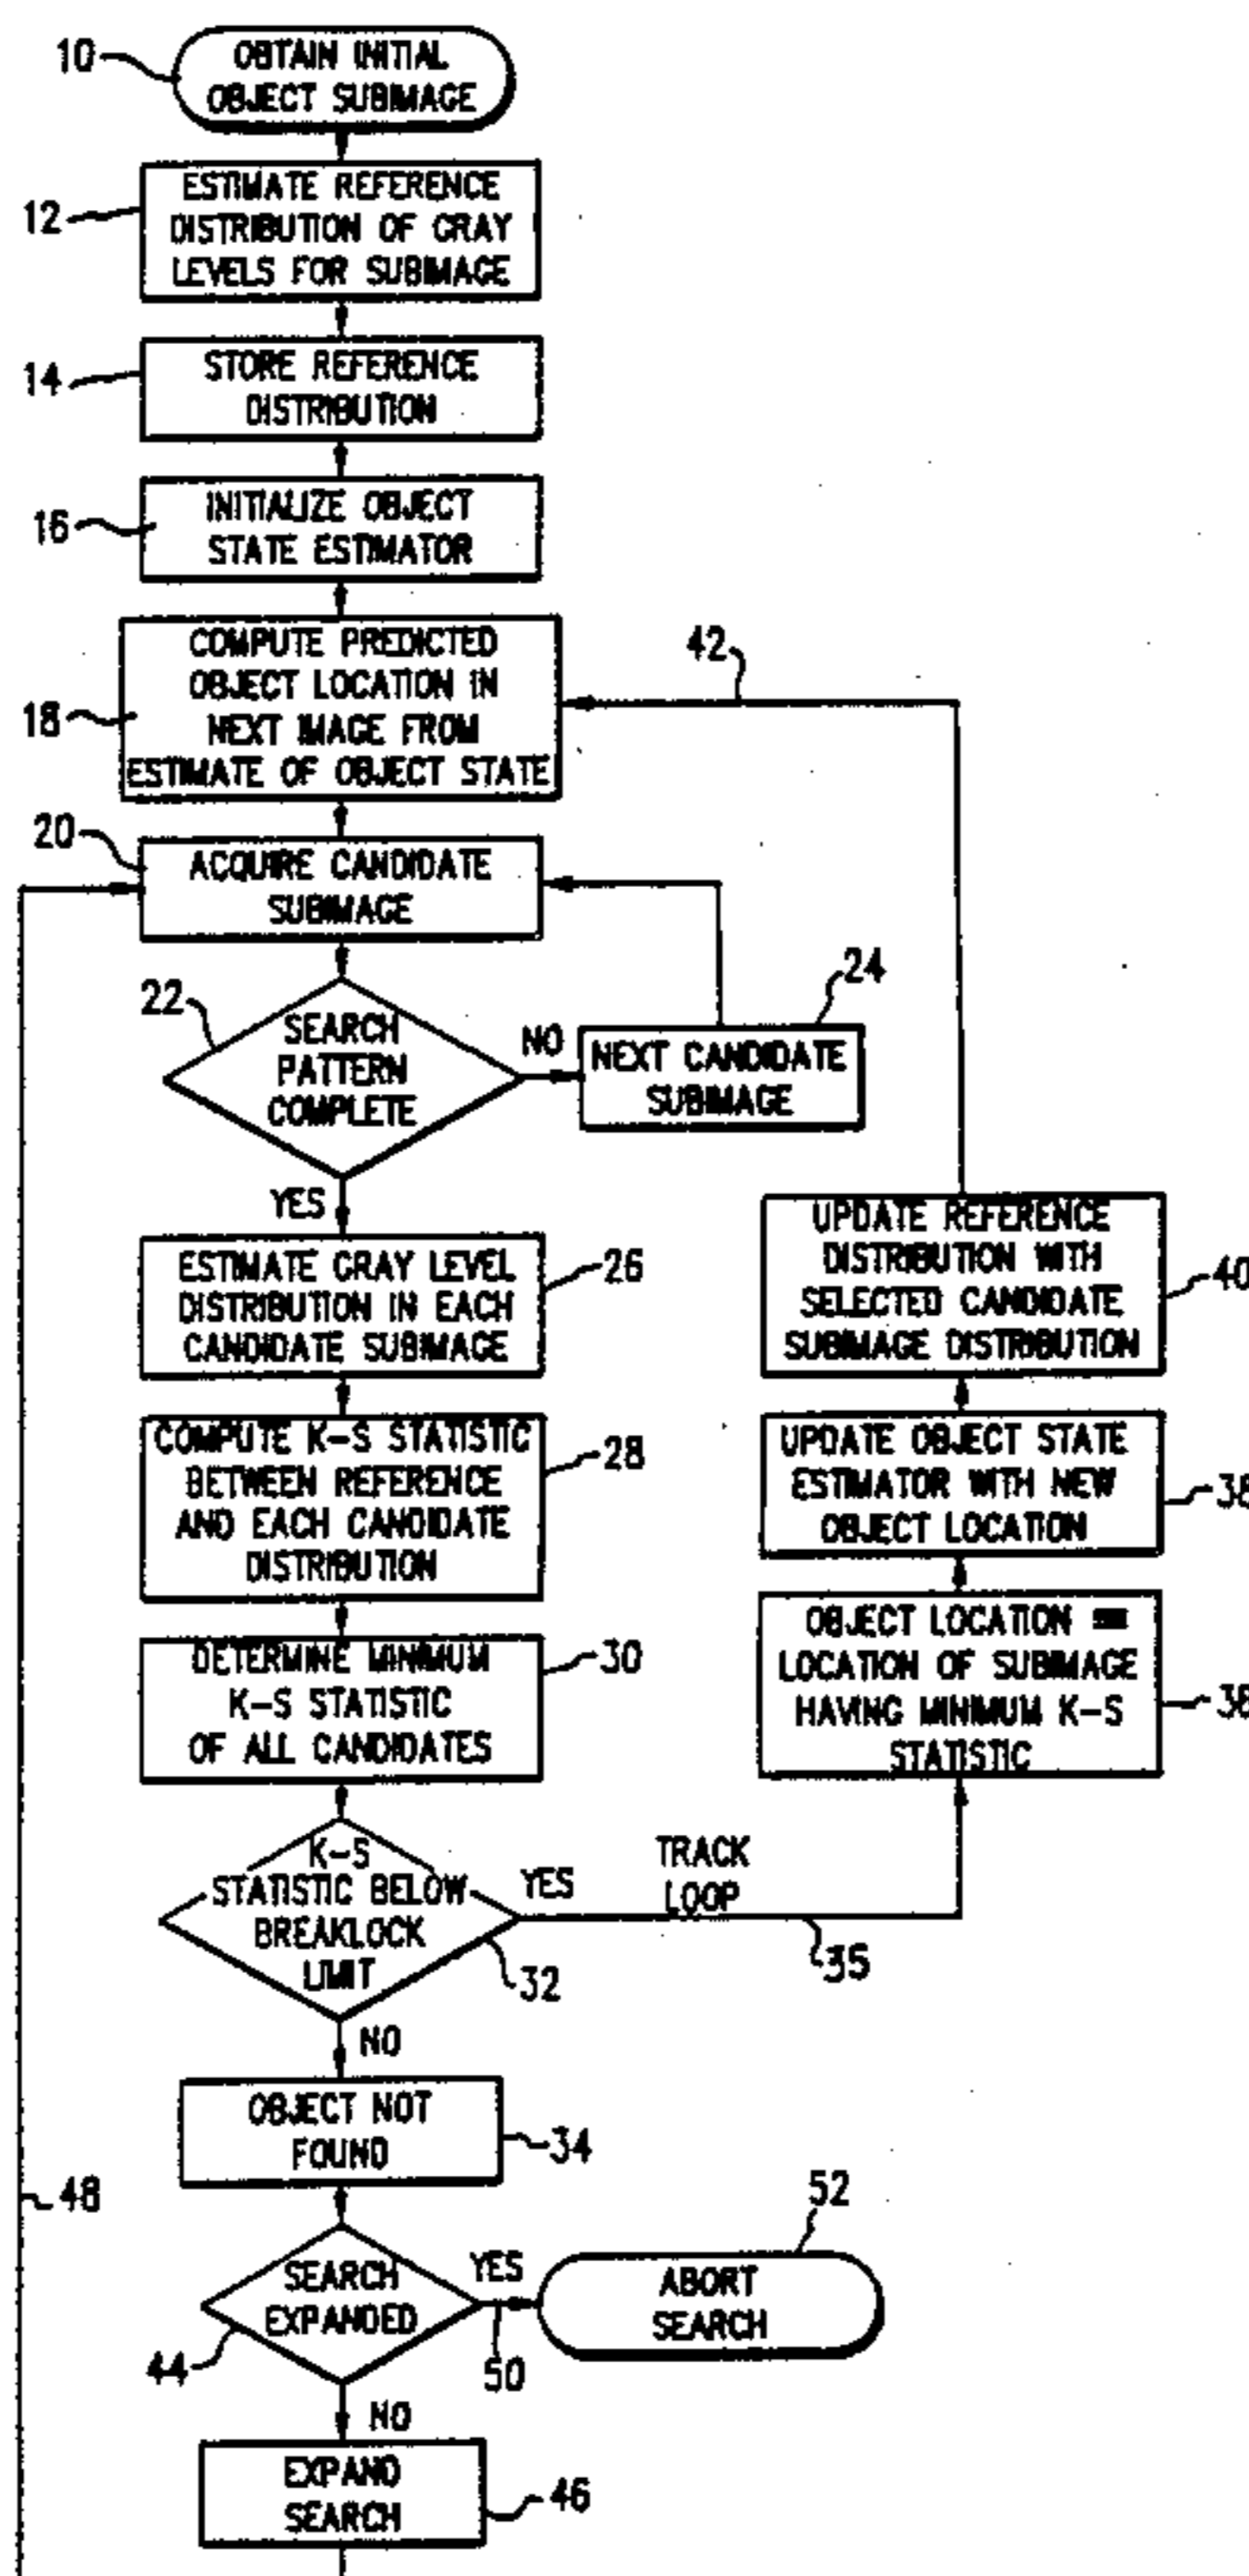 10
OBTAIN INITIAL
OBJECT SUBIMAGE
12
ESTIMATE REFERENCE
DISTRIBUTION OF GRAY
LEVELS FOR SUBIMAGE
14
STORE REFERENCE
DISTRIBUTION
16
INITIALIZE OBJECT
STATE ESTIMATOR
18
COMPUTE PREDICTED
OBJECT LOCATION IN
NEXT IMAGE FROM
ESTIMATE OF OBJECT STATE
42
20
ACQUIRE CANDIDATE
SUBIMAGE
22
SEARCH
PATTERN
COMPLETE
NO
24
NEXT CANDIDATE
SUBIMAGE
YES
26
ESTIMATE GRAY LEVEL
DISTRIBUTION IN EACH
CANDIDATE SUBIMAGE
28
COMPUTE K-S STATISTIC
BETWEEN REFERENCE
AND EACH CANDIDATE
DISTRIBUTION
30
DETERMINE MINIMUM
K-S STATISTIC
OF ALL CANDIDATES
K-S
STATISTIC BELOW
BREAKLOCK
LIMIT
32
YES
TRACK
LOOP
35
UPDATE REFERENCE
DISTRIBUTION WITH
SELECTED CANDIDATE
SUBIMAGE DISTRIBUTION
40
UPDATE OBJECT STATE
ESTIMATOR WITH NEW
OBJECT LOCATION
OBJECT LOCATION =
LOCATION OF SUBIMAGE
HAVING MINIMUM K-S
STATISTIC
NO
OBJECT NOT
FOUND
34
48
SEARCH
EXPANDED
44
YES
50
52
ABORT
SEARCH
NO
EXPAND
SEARCH
46